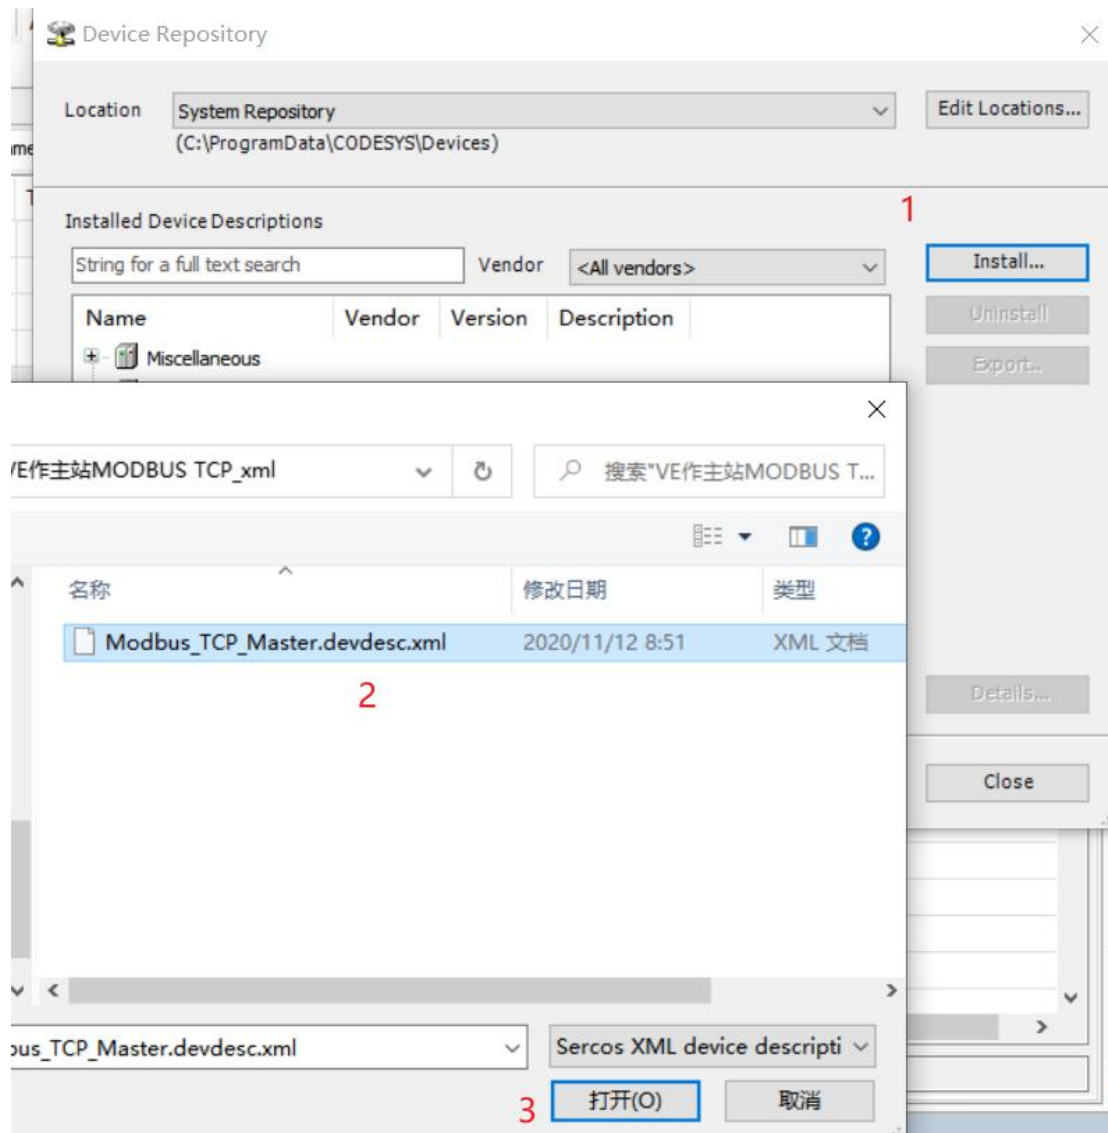 Device Repository
Location
System Repository
Edit Locations...
(C:\ProgramData\CODESYS\Devices)
1
Installed Device Descriptions
String for a full text search
Vendor
<All vendors>
Install...
Name
Vendor
Version
Description
Uninstall
Miscellaneous
Export...
VE作主站MODBUS TCP_xml
搜索"VE作主站MODBUS T...
名称
修改日期
类型
Modbus_TCP_Master.devdesc.xml
2020/11/12 8:51
XML 文档
2
Details...
Close
bus_TCP_Master.devdesc.xml
Sercos XML device descripti
3
打开(O)
取消